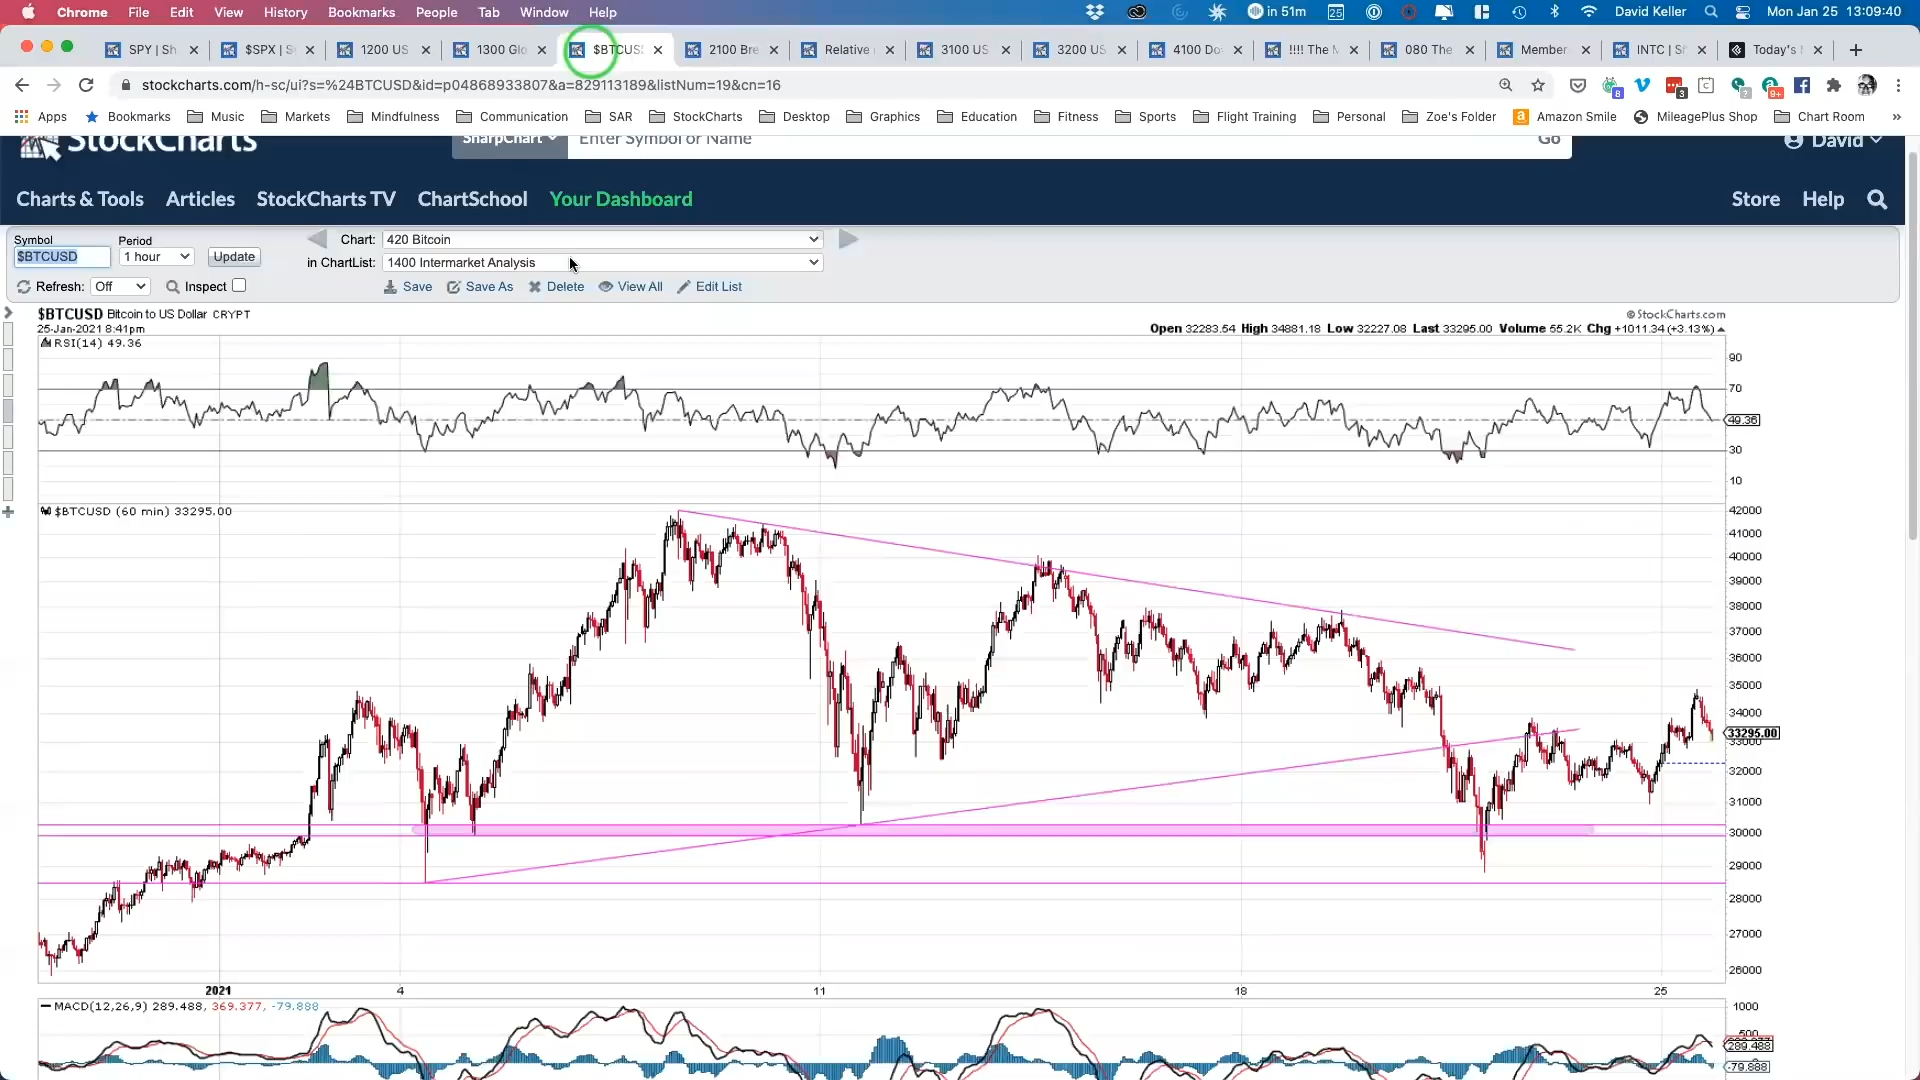 Chrome File Edit View History Bookmarks People Tab Window Help in 51m 25 David Keller Mon Jan 25 13:09:40
SPY | Sh $SPX | S 1200 US 1300 Glo $BTCUS 2100 Bre Relative 3100 US 3200 US 4100 Do !!!! The M 080 The Member INTC | Sh Today's
stockcharts.com/h-sc/ui?s=%24BTCUSD&id=p04868933807&a=829113189&listNum=19&cn=16 8 3 ? 9+
Apps Bookmarks Music Markets Mindfulness Communication SAR StockCharts Desktop Graphics Education Fitness Sports Flight Training Personal Zoe's Folder Amazon Smile MileagePlus Shop Chart Room »
StockCharts SharpChart Enter Symbol or Name Go David
Charts & Tools Articles StockCharts TV ChartSchool Your Dashboard Store Help
Symbol Period Chart: 420 Bitcoin
$BTCUSD 1 hour Update in ChartList: 1400 Intermarket Analysis
Refresh: Off Inspect Save Save As Delete View All Edit List
$BTCUSD Bitcoin to US Dollar CRYPT © StockCharts.com
25-Jan-2021 8:41pm Open 32283.54 High 34881.18 Low 32227.08 Last 33295.00 Volume 55.2K Chg +1011.34 (+3.13%)
RSI(14) 49.36
90
70
49.36
30
10
$BTCUSD (60 min) 33295.00
42000
41000
40000
39000
38000
37000
36000
35000
34000
33295.00
33000
32000
31000
30000
29000
28000
27000
26000
2021 4 11 18 25
MACD(12,26,9) 289.488, 369.377, -79.888
1000
500
289.488
-79.888